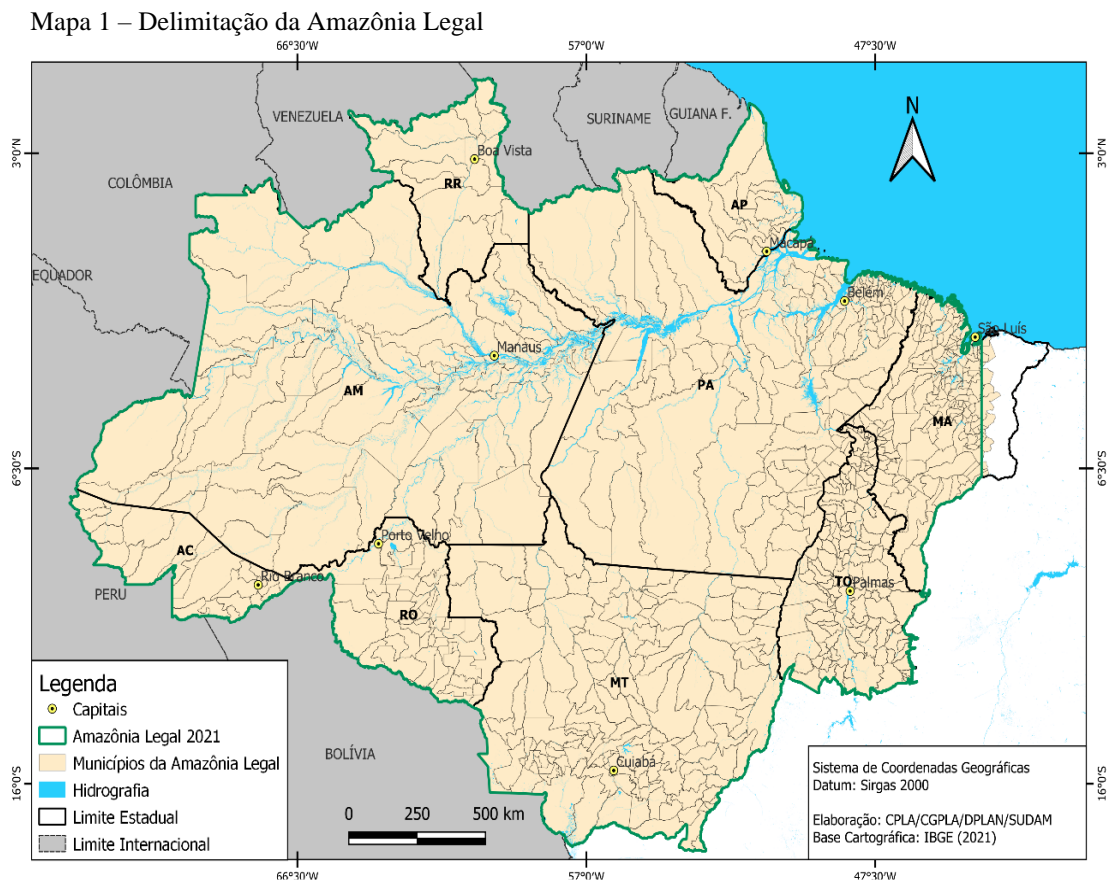 Mapa 1 – Delimitação da Amazônia Legal
66°30'W 57°0'W 47°30'W
N
VENEZUELA
SURINAME
GUIANA F.
Boa Vista
3°N 3°N
COLÔMBIA
RR
AP
Macapá
EQUADOR
Belém
São Luís
Manaus
AM
PA
MA
6°30'S 6°30'S
Porto Velho
AC
Rio Branco
TO Palmas
PERU
RO
MT
BOLÍVIA
Cuiabá
16°0'S 16°0'S
Legenda
Capitais
Amazônia Legal 2021
Municípios da Amazônia Legal
Hidrografia
Limite Estadual
Limite Internacional
0 250 500 km
Sistema de Coordenadas Geográficas
Datum: Sirgas 2000
Elaboração: CPLA/CGPLA/DPLAN/SUDAM
Base Cartográfica: IBGE (2021)
66°30'W 57°0'W 47°30'W